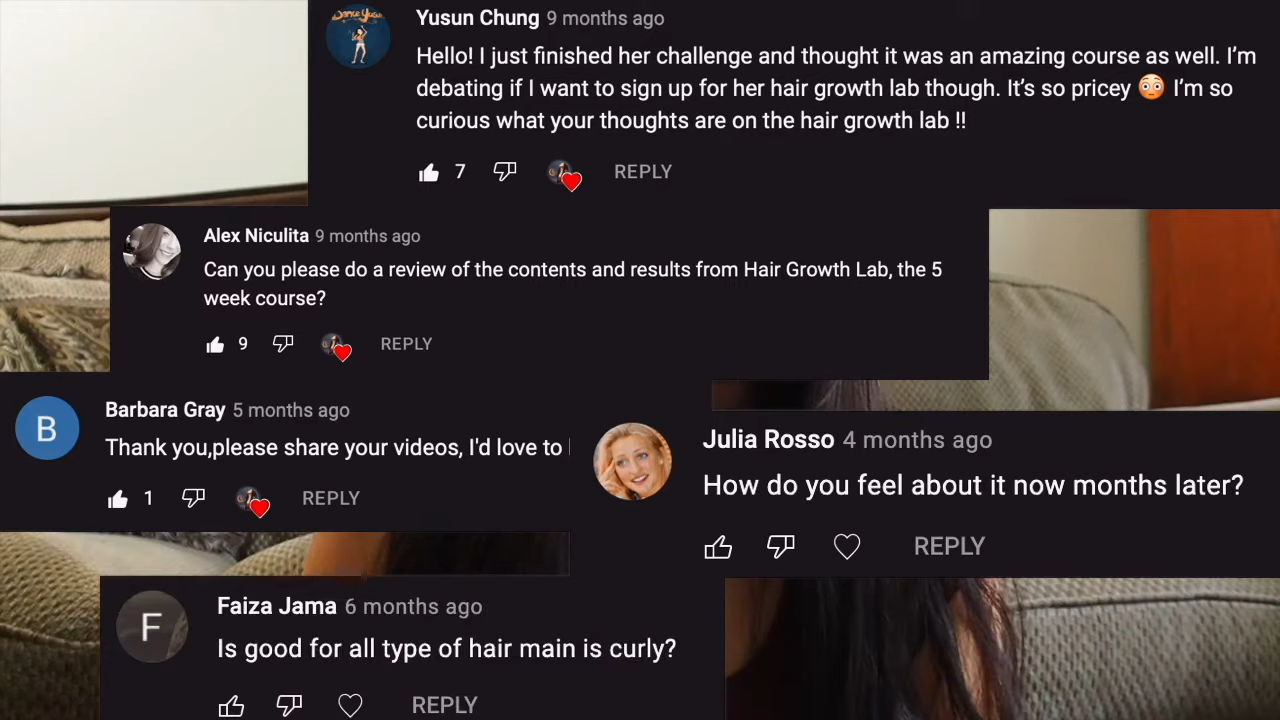 Yusun Chung 9 months ago
Hello! I just finished her challenge and thought it was an amazing course as well. I’m
debating if I want to sign up for her hair growth lab though. It’s so pricey 😳 I’m so
curious what your thoughts are on the hair growth lab !!
7 REPLY
Alex Niculita 9 months ago
Can you please do a review of the contents and results from Hair Growth Lab, the 5
week course?
9 REPLY
Barbara Gray 5 months ago
B
Thank you,please share your videos, I'd love to
1 REPLY
Julia Rosso 4 months ago
How do you feel about it now months later?
REPLY
Faiza Jama 6 months ago
F
Is good for all type of hair main is curly?
REPLY